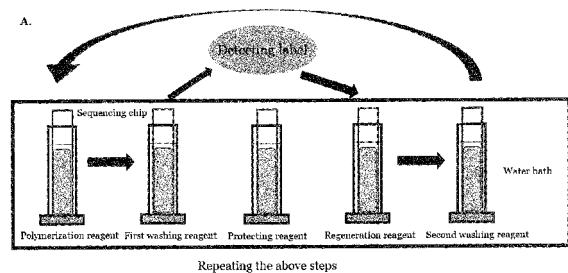 A.
Detecting label
Sequencing chip
Water bath
Polymerization reagent First washing reagent Protecting reagent Regeneration reagent Second washing reagent
Repeating the above steps